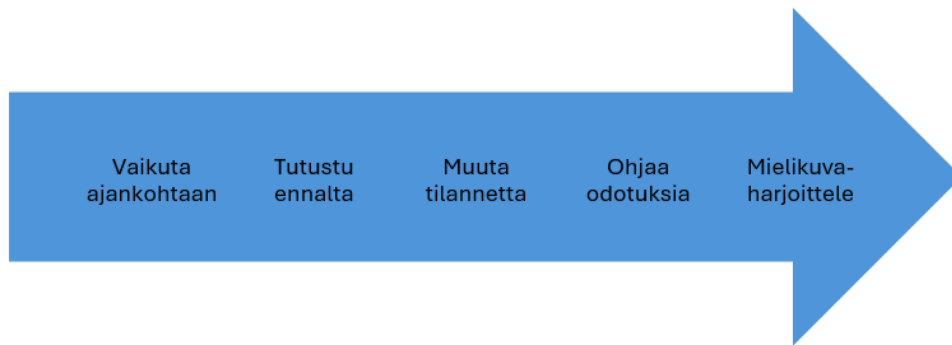 Vaikuta
ajankohtaan
Tutustu
ennalta
Muuta
tilannetta
Ohjaa
odotuksia
Mielikuva-
harjoittele